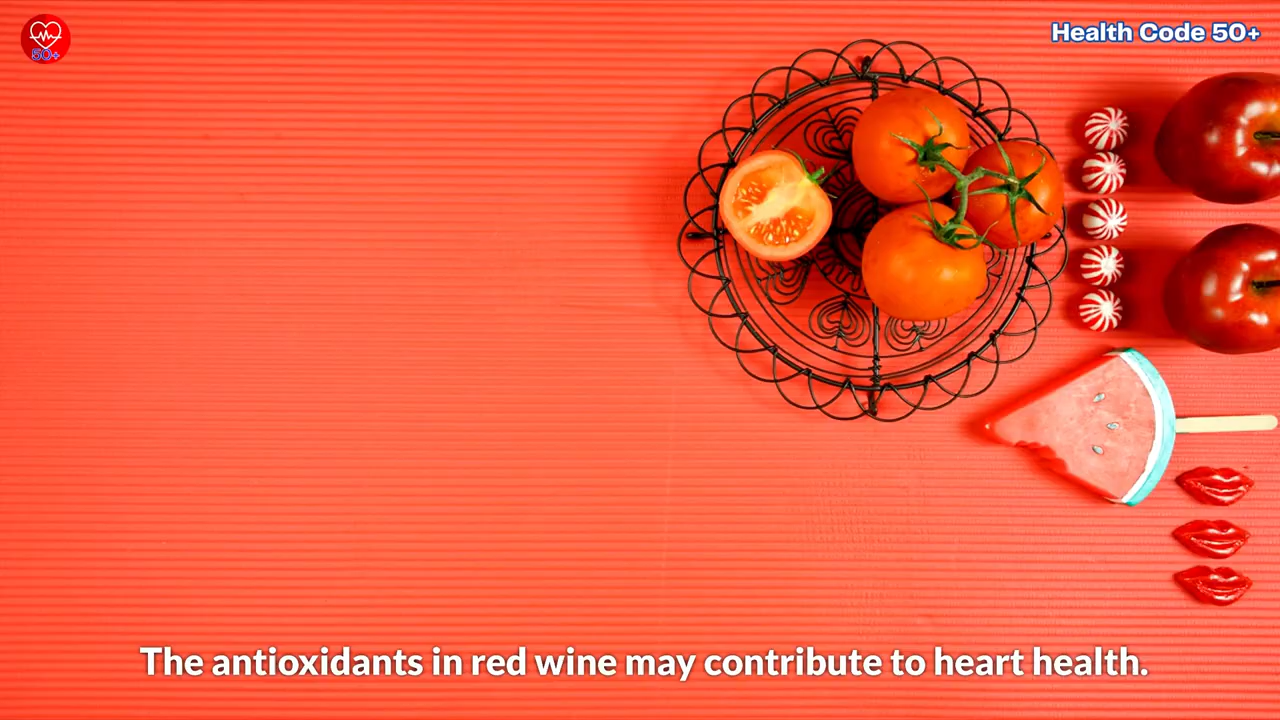 50+
Health Code 50+
The antioxidants in red wine may contribute to heart health.